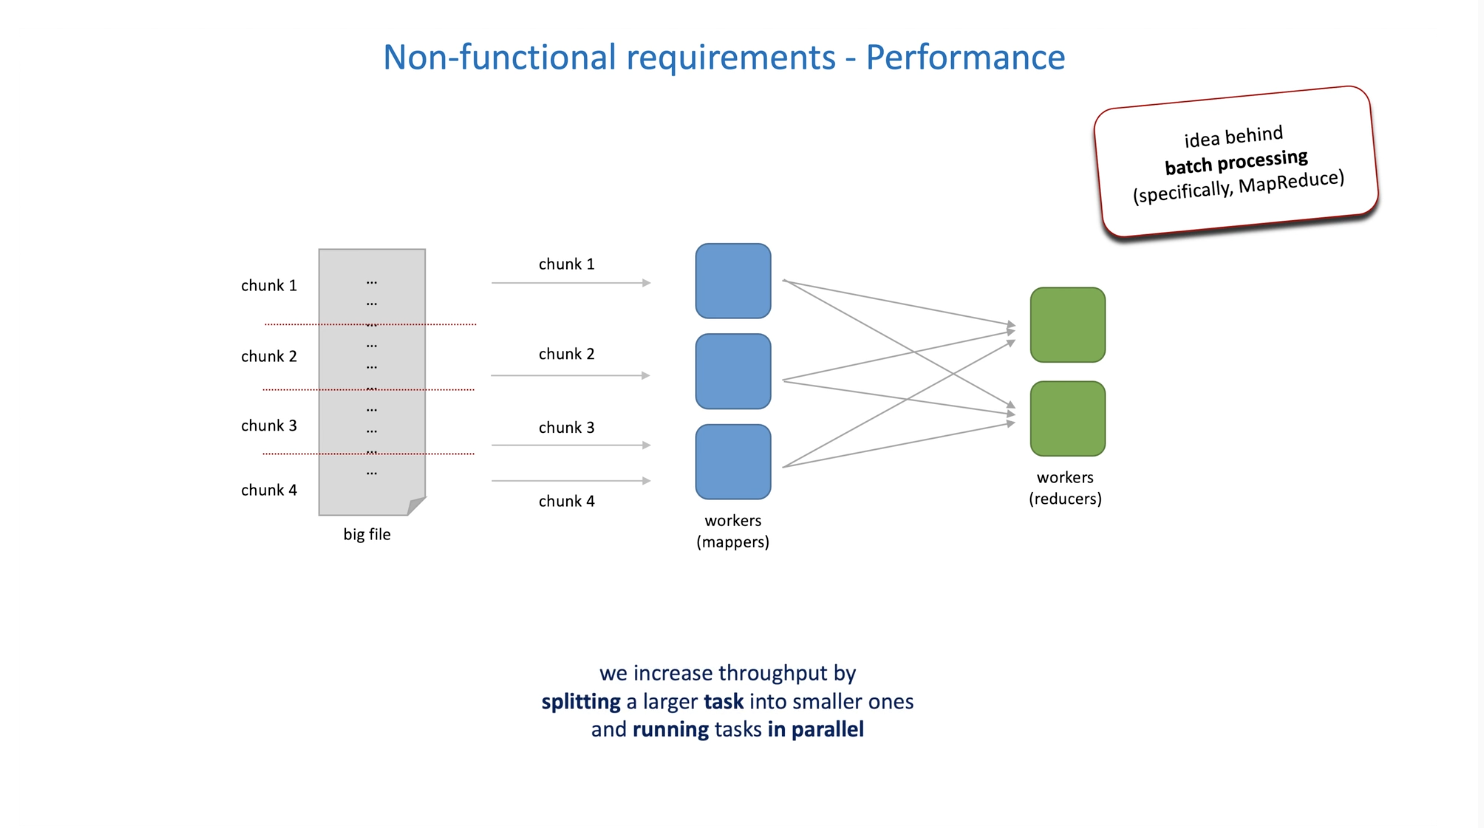 Non-functional requirements - Performance
idea behind
batch processing
(specifically, MapReduce)
chunk 1
chunk 2
chunk 3
chunk 4
...
...
...
...
...
...
...
...
...
...
big file
chunk 1
chunk 2
chunk 3
chunk 4
workers
(mappers)
workers
(reducers)
we increase throughput by
splitting a larger task into smaller ones
and running tasks in parallel